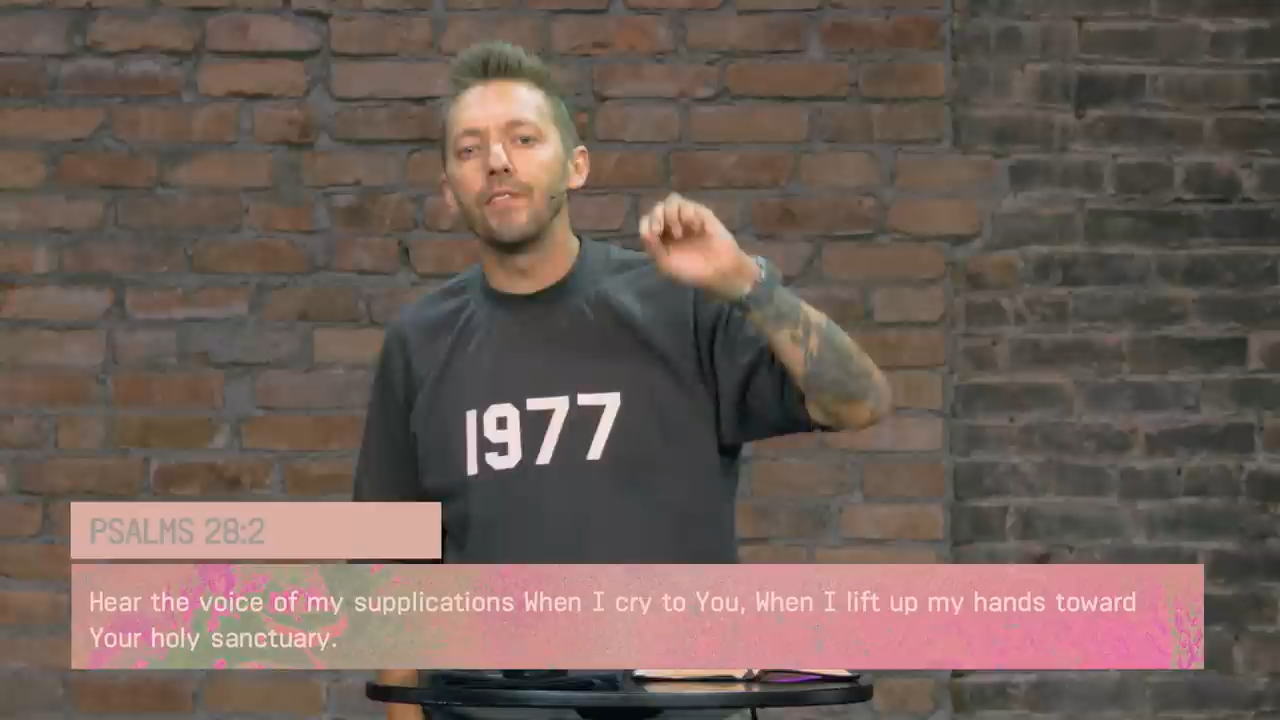 1977
PSALMS 28:2
Hear the voice of my supplications When I cry to You, When I lift up my hands toward
Your holy sanctuary.